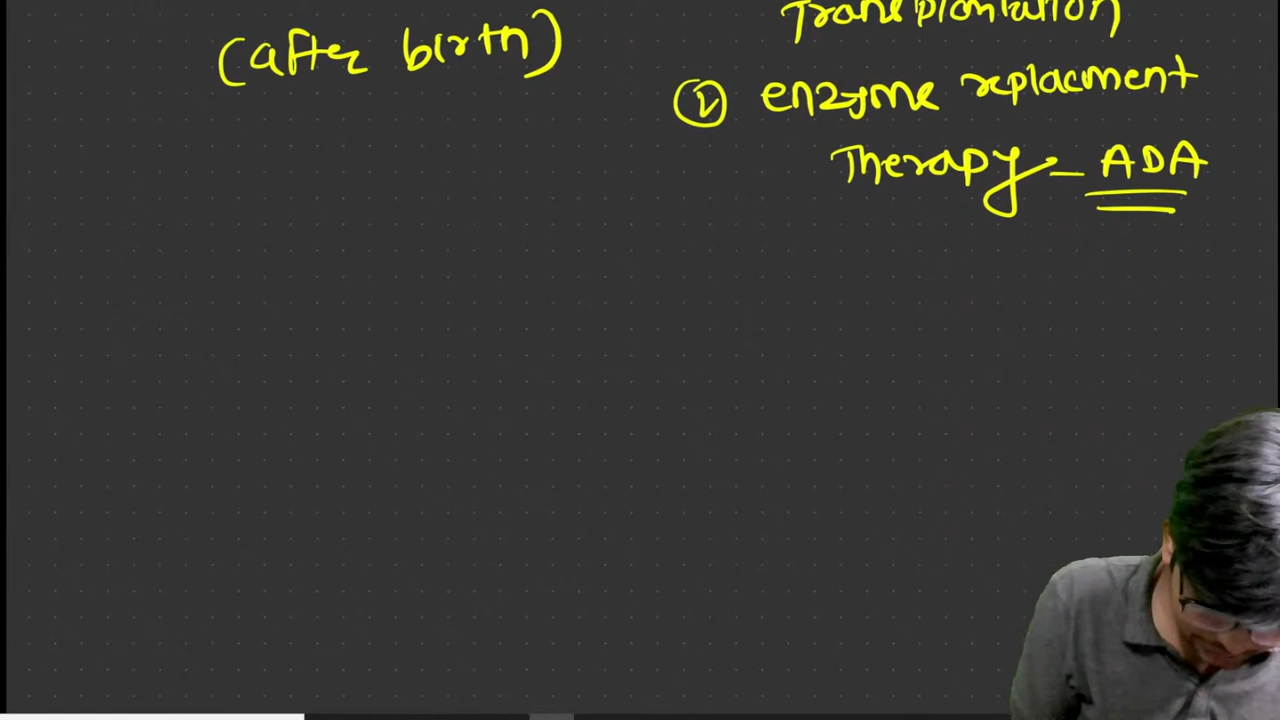 (after birth)
Transplantation
② enzyme replacment
Therapy - ADA